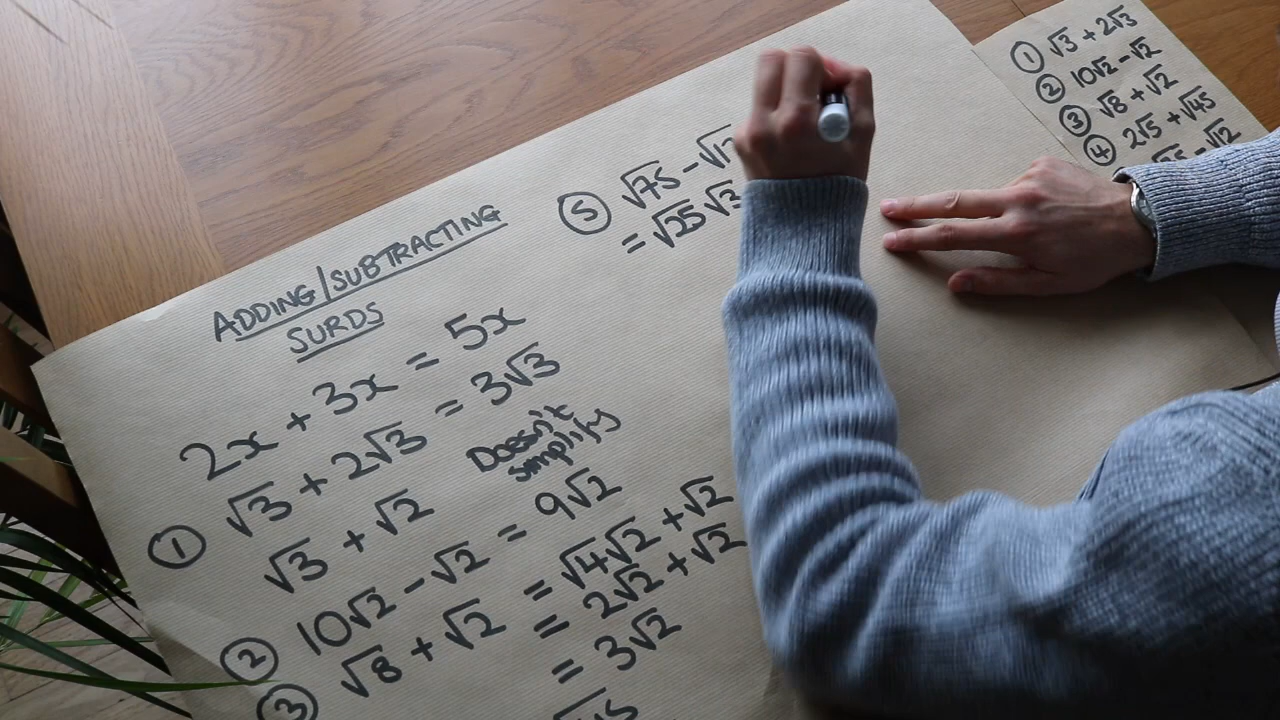 ADDING/SUBTRACTING
SURDS
2x + 3x = 5x
① √3 + 2√3 = 3√3
√3 + √2 Doesn't
simplify
② 10√2 - √2 = 9√2
③ √8 + √2 = √4√2 + √2
= 2√2 + √2
= 3√2
⑤ √75 - √1
= √25√3
① √3 + 2√3
② 10√2 - √2
③ √8 + √2
④ 2√5 + √45
- √12